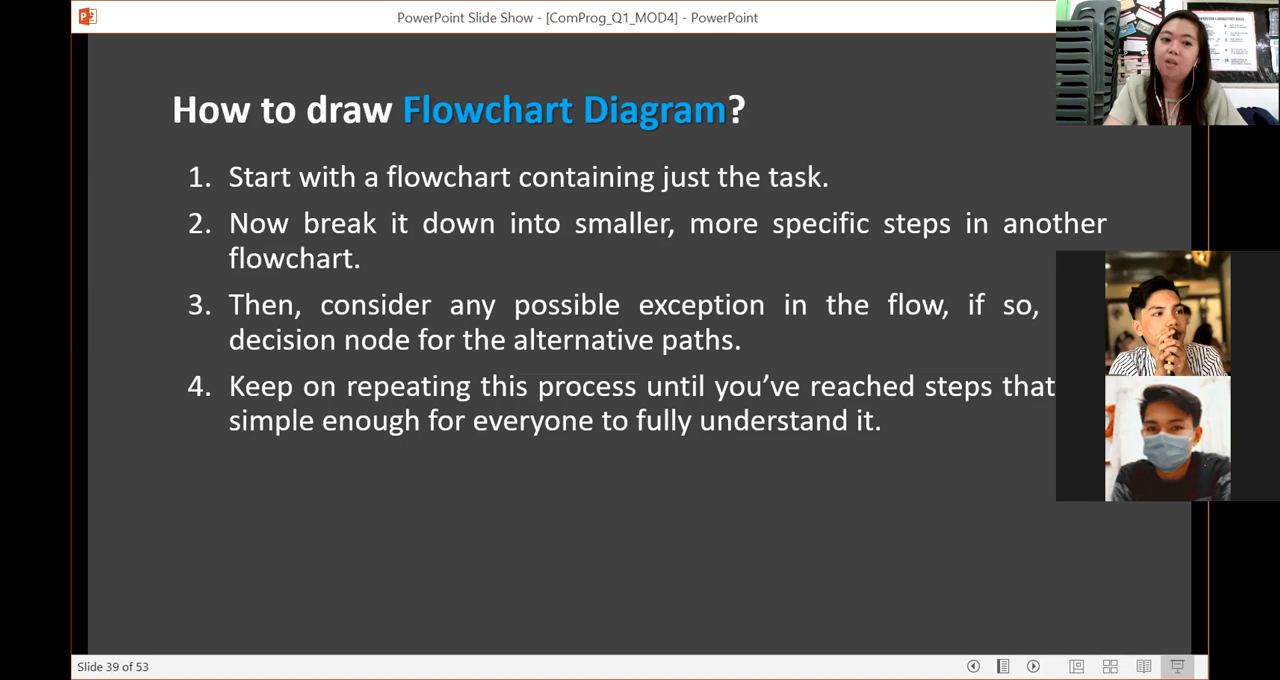 PowerPoint Slide Show - [ComProg_Q1_MOD4] - PowerPoint
How to draw Flowchart Diagram?
1. Start with a flowchart containing just the task.
2. Now break it down into smaller, more specific steps in another
flowchart.
3. Then, consider any possible exception in the flow, if so,
decision node for the alternative paths.
4. Keep on repeating this process until you’ve reached steps that
simple enough for everyone to fully understand it.
Slide 39 of 53